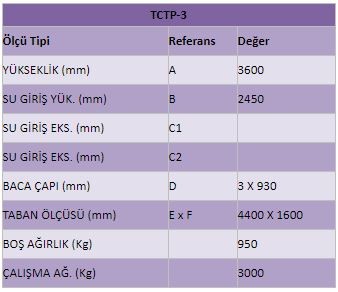 TCTP-3
Ölçü Tipi Referans Değer
YÜKSEKLİK (mm) A 3600
SU GİRİŞ YÜK. (mm) B 2450
SU GİRİŞ EKS. (mm) C1
SU GİRİŞ EKS. (mm) C2
BACA ÇAPI (mm) D 3 X 930
TABAN ÖLÇÜSÜ (mm) E x F 4400 X 1600
BOŞ AĞIRLIK (Kg) 950
ÇALIŞMA AĞ. (Kg) 3000